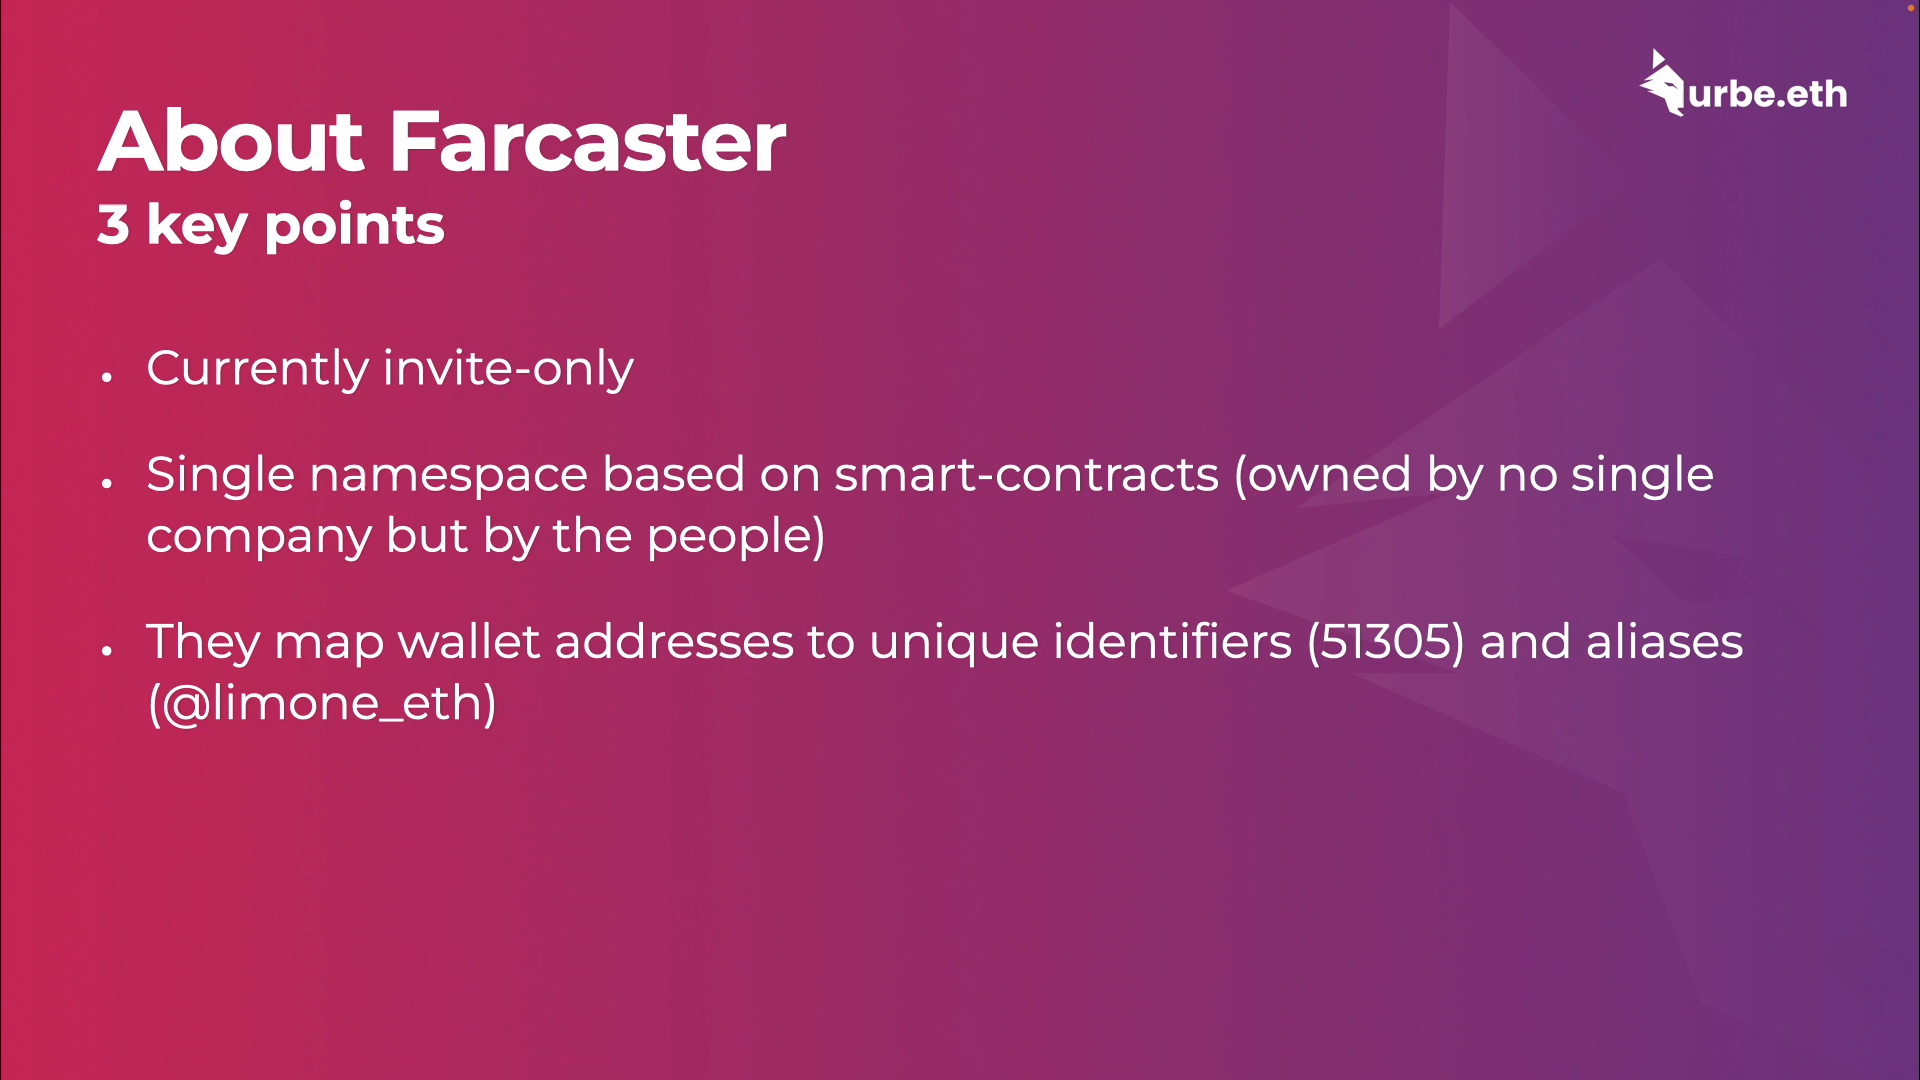 urbe.eth
About Farcaster
3 key points
• Currently invite-only
• Single namespace based on smart-contracts (owned by no single
company but by the people)
• They map wallet addresses to unique identifiers (51305) and aliases
(@limone_eth)